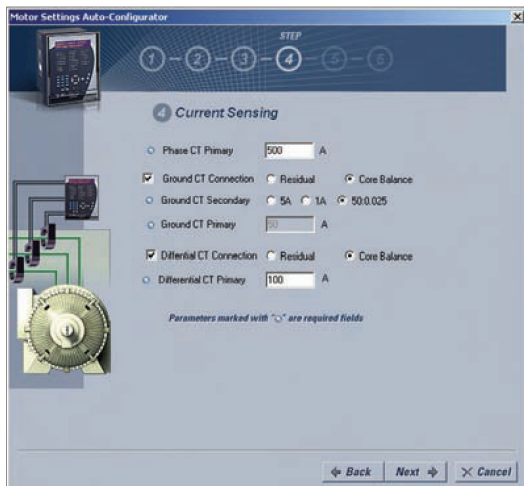 Motor Settings Auto-Configurator
STEP
1 2 3 4 5 6
4 Current Sensing
Phase CT Primary 500 A
Ground CT Connection Residual Core Balance
Ground CT Secondary 5A 1A 50:0.025
Ground CT Primary 50 A
Diffential CT Connection Residual Core Balance
Differential CT Primary 100 A
Parameters marked with "○" are required fields
Back Next Cancel